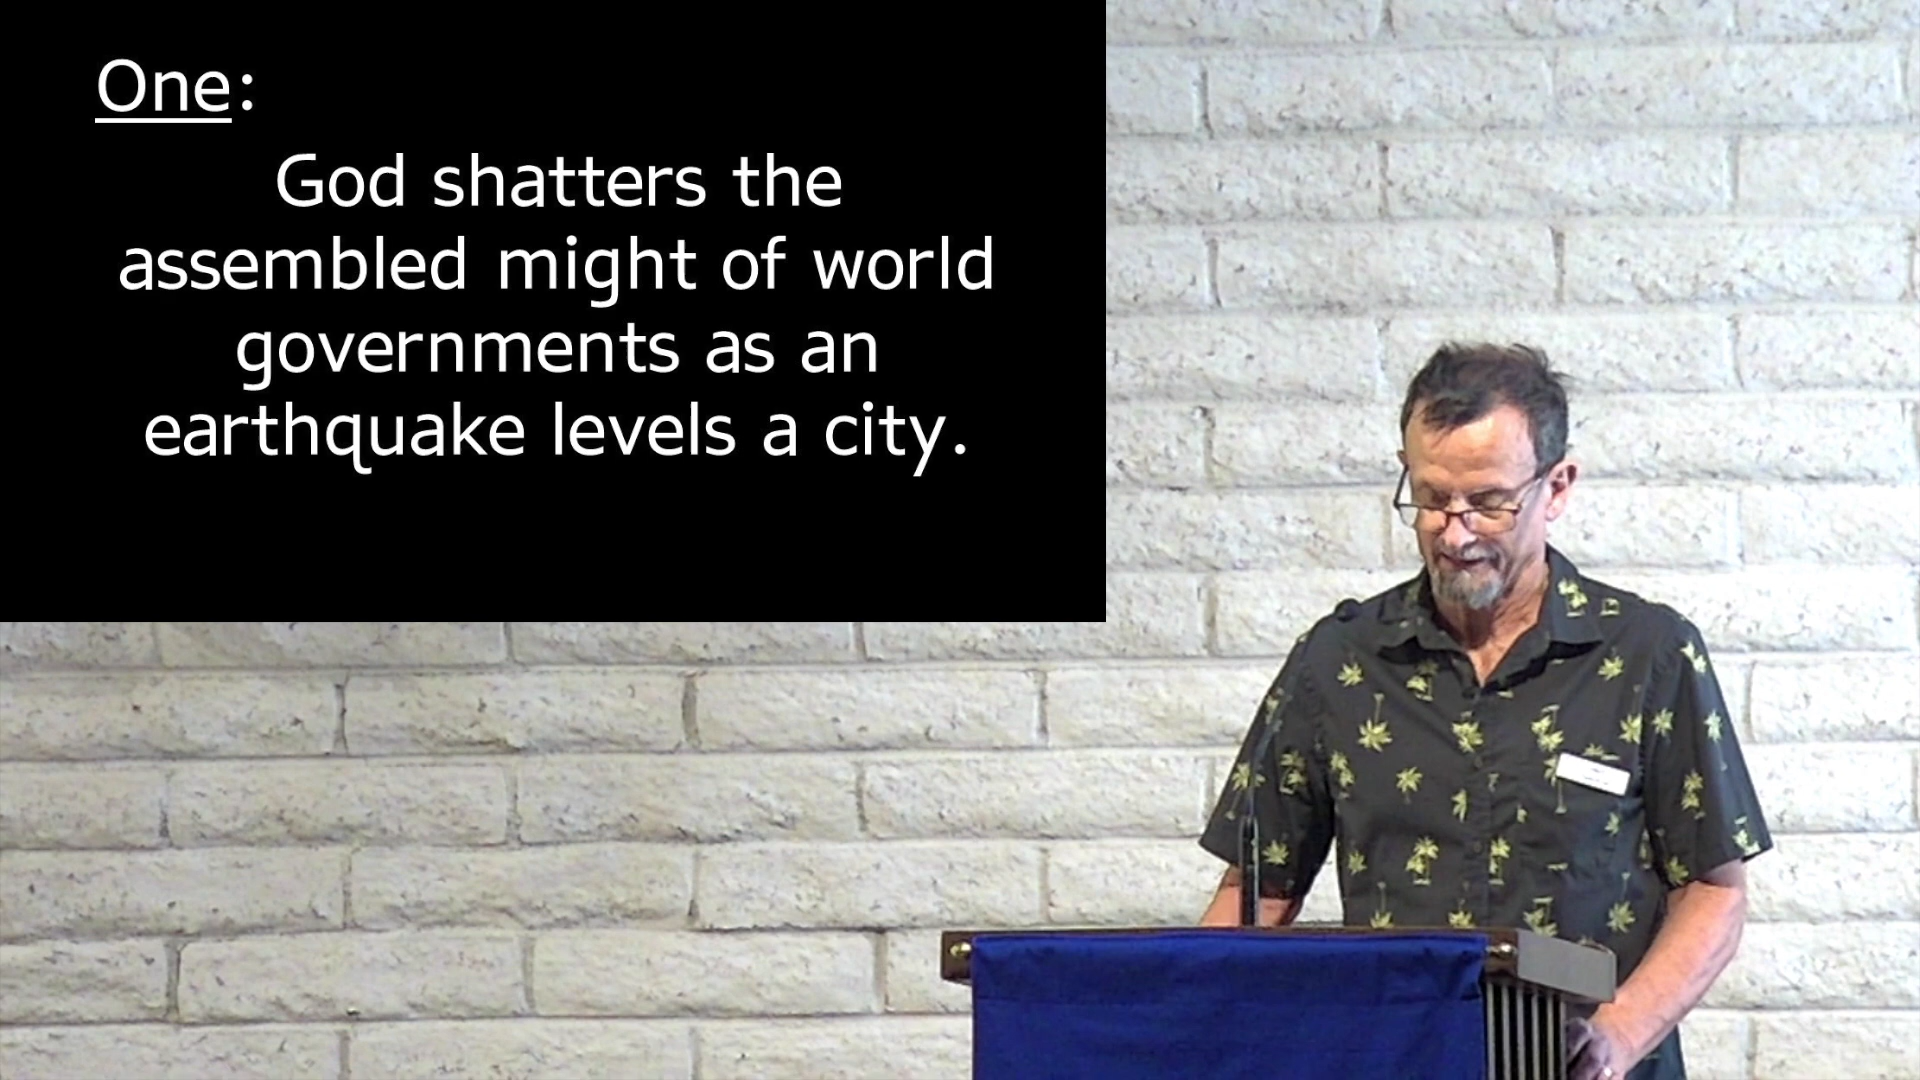 One:
God shatters the
assembled might of world
governments as an
earthquake levels a city.